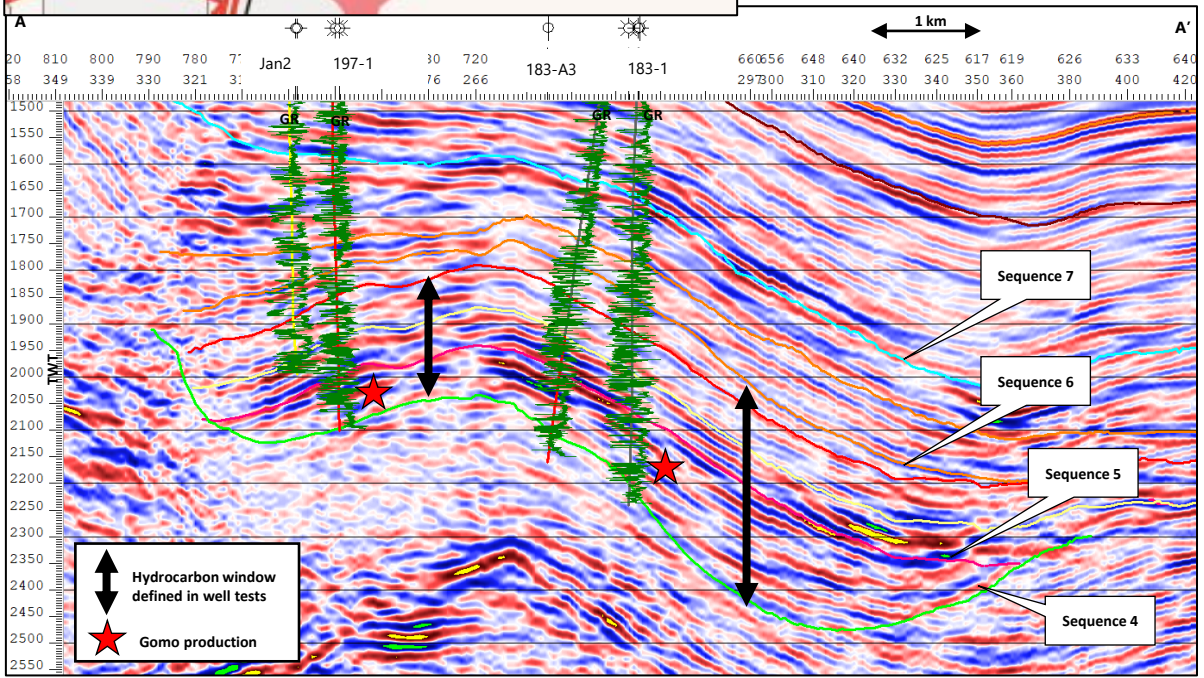 A
A'
1 km
20 810 800 790 780 77 30 720 660 656 648 640 632 625 617 619 626 633 640
58 349 339 330 321 31 76 266 297 300 310 320 330 340 350 360 380 400 420
Jan2
197-1
183-A3
183-1
GR
GR
GR
GR
1500
1550
1600
1650
1700
1750
1800
1850
1900
1950
2000
2050
2100
2150
2200
2250
2300
2350
2400
2450
2500
2550
TWT
Sequence 7
Sequence 6
Sequence 5
Sequence 4
Hydrocarbon window
defined in well tests
Gomo production